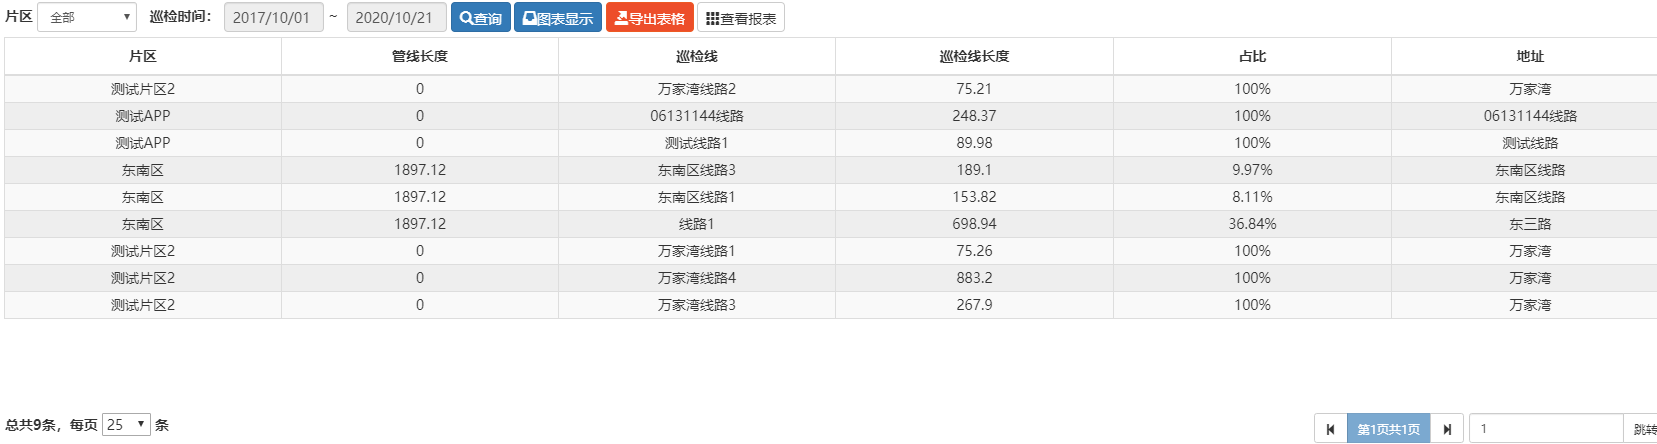 片区 全部 巡检时间： 2017/10/01 ~ 2020/10/21 查询 图表显示 导出表格 查看报表
片区 管线长度 巡检线 巡检线长度 占比 地址
测试片区2 0 万家湾线路2 75.21 100% 万家湾
测试APP 0 06131144线路 248.37 100% 06131144线路
测试APP 0 测试线路1 89.98 100% 测试线路
东南区 1897.12 东南区线路3 189.1 9.97% 东南区线路
东南区 1897.12 东南区线路1 153.82 8.11% 东南区线路
东南区 1897.12 线路1 698.94 36.84% 东三路
测试片区2 0 万家湾线路1 75.26 100% 万家湾
测试片区2 0 万家湾线路4 883.2 100% 万家湾
测试片区2 0 万家湾线路3 267.9 100% 万家湾
总共9条，每页 25 条 第1页共1页 1 跳转